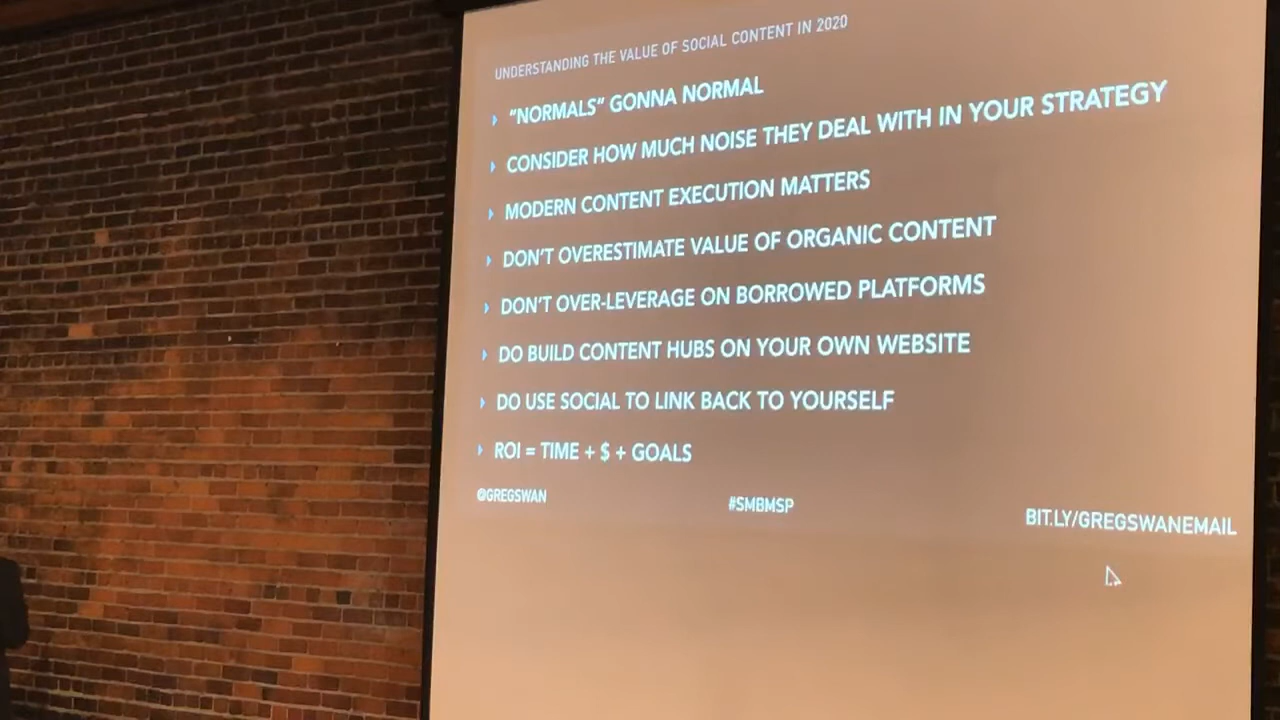 UNDERSTANDING THE VALUE OF SOCIAL CONTENT IN 2020
"NORMALS" GONNA NORMAL
CONSIDER HOW MUCH NOISE THEY DEAL WITH IN YOUR STRATEGY
MODERN CONTENT EXECUTION MATTERS
DON'T OVERESTIMATE VALUE OF ORGANIC CONTENT
DON'T OVER-LEVERAGE ON BORROWED PLATFORMS
DO BUILD CONTENT HUBS ON YOUR OWN WEBSITE
DO USE SOCIAL TO LINK BACK TO YOURSELF
ROI = TIME + $ + GOALS
@GREGSWAN
#SMBMSP
BIT.LY/GREGSWANEMAIL